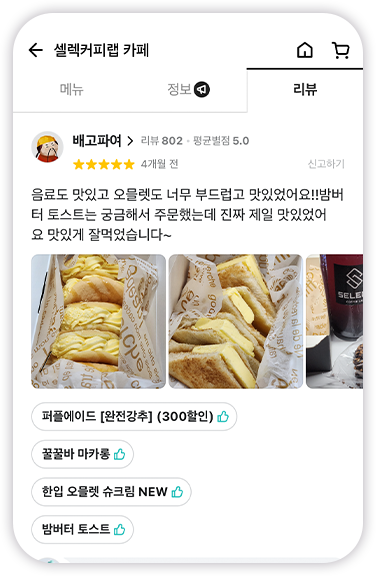 셀렉커피랩 카페
메뉴
정보
리뷰
배고파여
리뷰 802 · 평균별점 5.0
4개월 전
신고하기
음료도 맛있고 오믈렛도 너무 부드럽고 맛있었어요!!밤버
터 토스트는 궁금해서 주문했는데 진짜 제일 맛있었어
요 맛있게 잘먹었습니다~
퍼플에이드 [완전강추] (300할인)
꿀꿀바 마카롱
한입 오믈렛 슈크림 NEW
밤버터 토스트